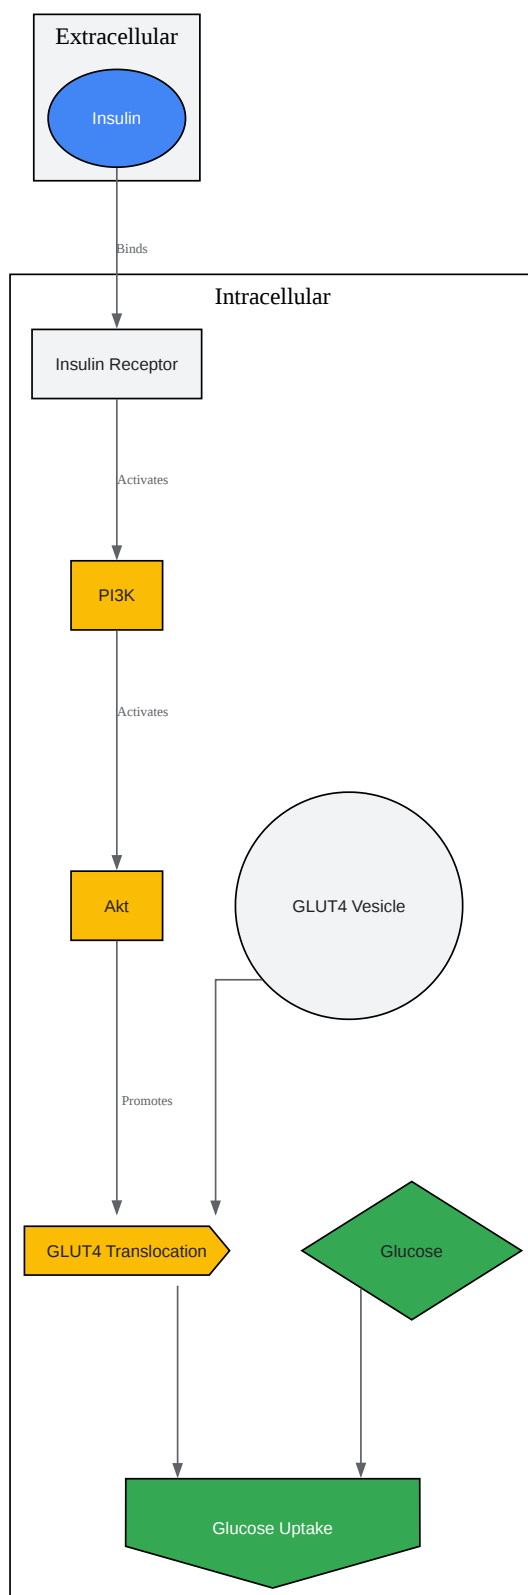 Extracellular
Insulin
Binds
Intracellular
Insulin Receptor
Activates
PI3K
Activates
Akt
GLUT4 Vesicle
Promotes
GLUT4 Translocation
Glucose
Glucose Uptake